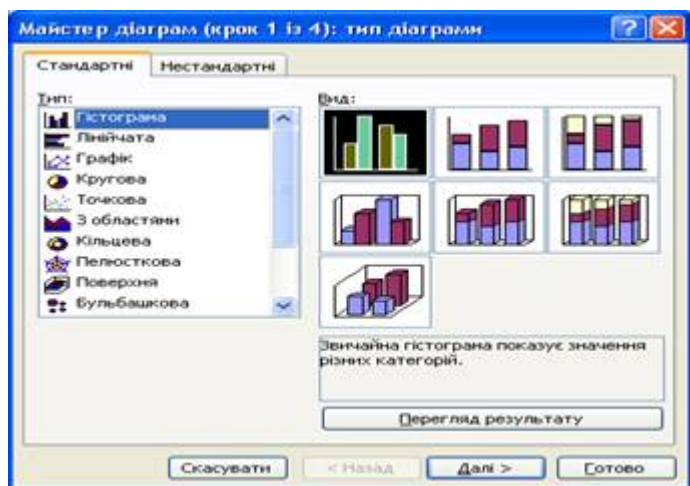 Майстер діаграм (крок 1 із 4): тип діаграми
Стандартні Нестандартні
Тип:
Гістограма
Лінійчата
Графік
Кругова
Точкова
З областями
Кільцева
Пелюсткова
Поверхня
Бульбашкова
Вид:
Звичайна гістограма показує значення
різних категорій.
Перегляд результату
Скасувати < Назад Далі > Готово